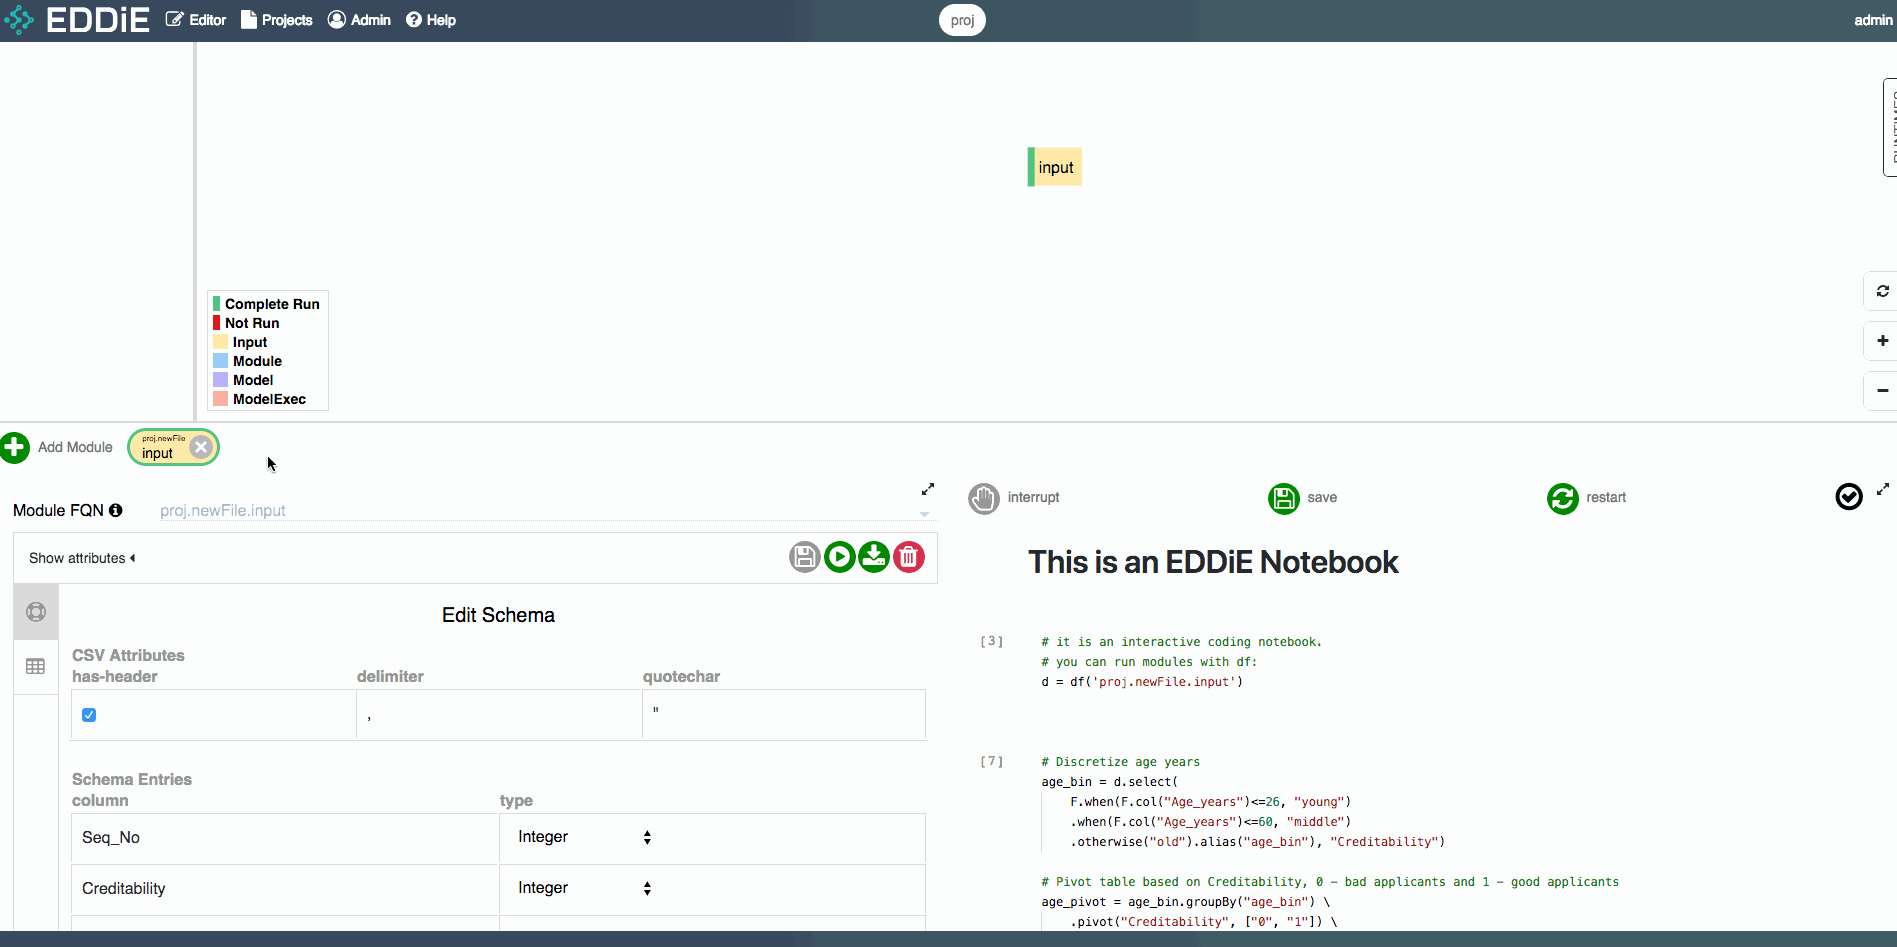 EDDiE Editor Projects Admin Help proj admin
input
RUNTIMES
Complete Run
Not Run
Input
Module
Model
ModelExec
Add Module
proj.newFile
input
Module FQN proj.newFile.input
Show attributes
Edit Schema
CSV Attributes
has-header delimiter quotechar
, "
Schema Entries
column type
Seq_No Integer
Creditability Integer
interrupt save restart
This is an EDDiE Notebook
[3] # it is an interactive coding notebook.
# you can run modules with df:
d = df('proj.newFile.input')
[7] # Discretize age years
age_bin = d.select(
F.when(F.col("Age_years")<=26, "young")
.when(F.col("Age_years")<=60, "middle")
.otherwise("old").alias("age_bin"), "Creditability")
# Pivot table based on Creditability, 0 – bad applicants and 1 – good applicants
age_pivot = age_bin.groupBy("age_bin") \
.pivot("Creditability", ["0", "1"]) \